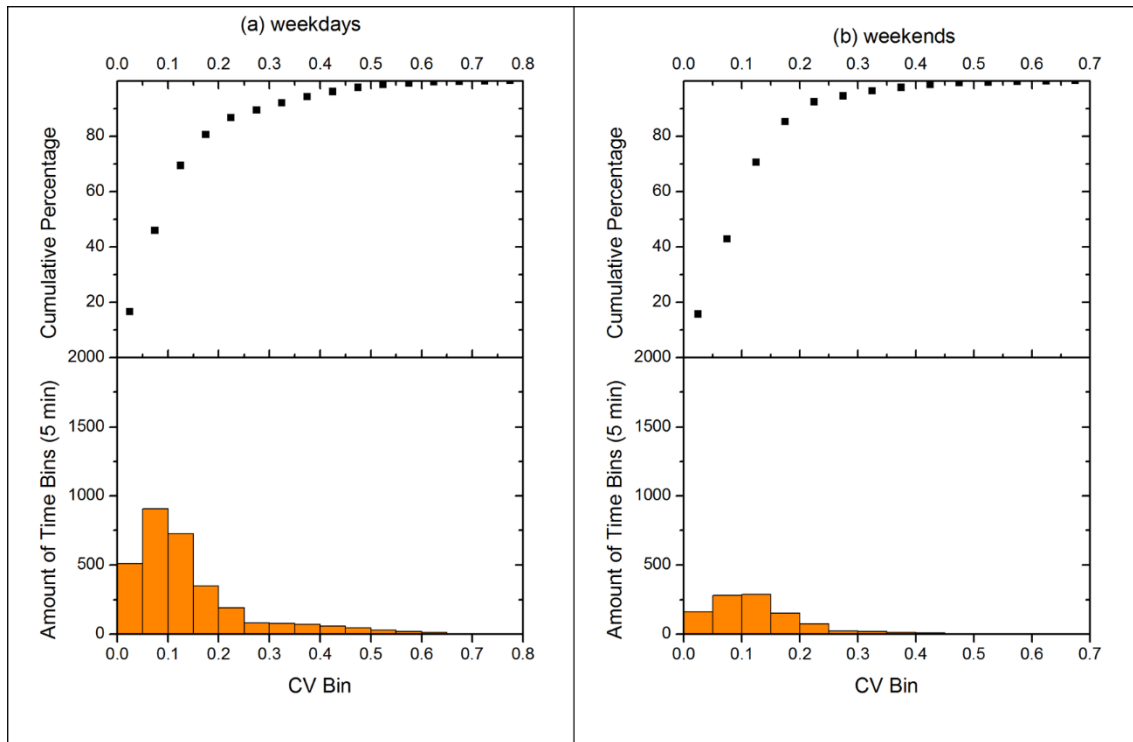 (a) weekdays
0.0 0.1 0.2 0.3 0.4 0.5 0.6 0.7 0.8
Cumulative Percentage
80
60
40
20
2000
Amount of Time Bins (5 min)
1500
1000
500
0
0.0 0.1 0.2 0.3 0.4 0.5 0.6 0.7 0.8
CV Bin
(b) weekends
0.0 0.1 0.2 0.3 0.4 0.5 0.6 0.7
Cumulative Percentage
80
60
40
20
2000
Amount of Time Bins (5 min)
1500
1000
500
0
0.0 0.1 0.2 0.3 0.4 0.5 0.6 0.7
CV Bin